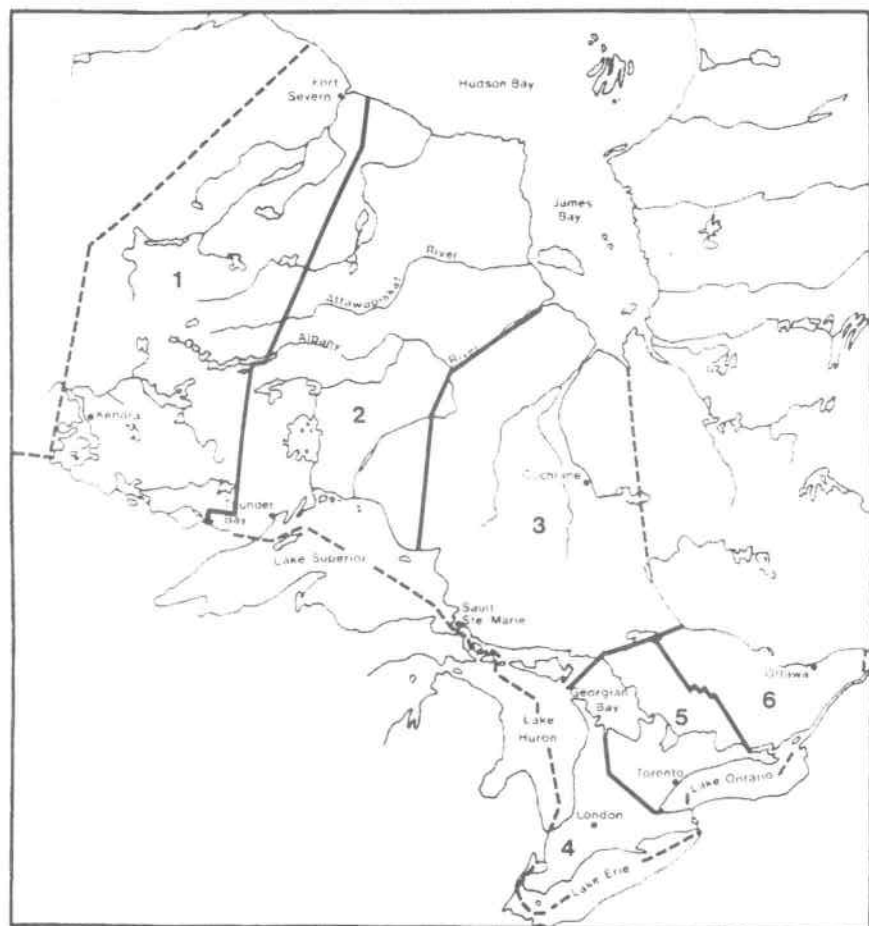 Fort
Severn
Hudson Bay
James
Bay
1
River
Attawapiskat
Albany
River
Kenora
2
Cochrane
3
Thunder
Bay
Lake Superior
Sault
Ste. Marie
Georgian
Bay
Ottawa
6
5
Lake
Huron
Toronto
Lake Ontario
London
4
Lake Erie